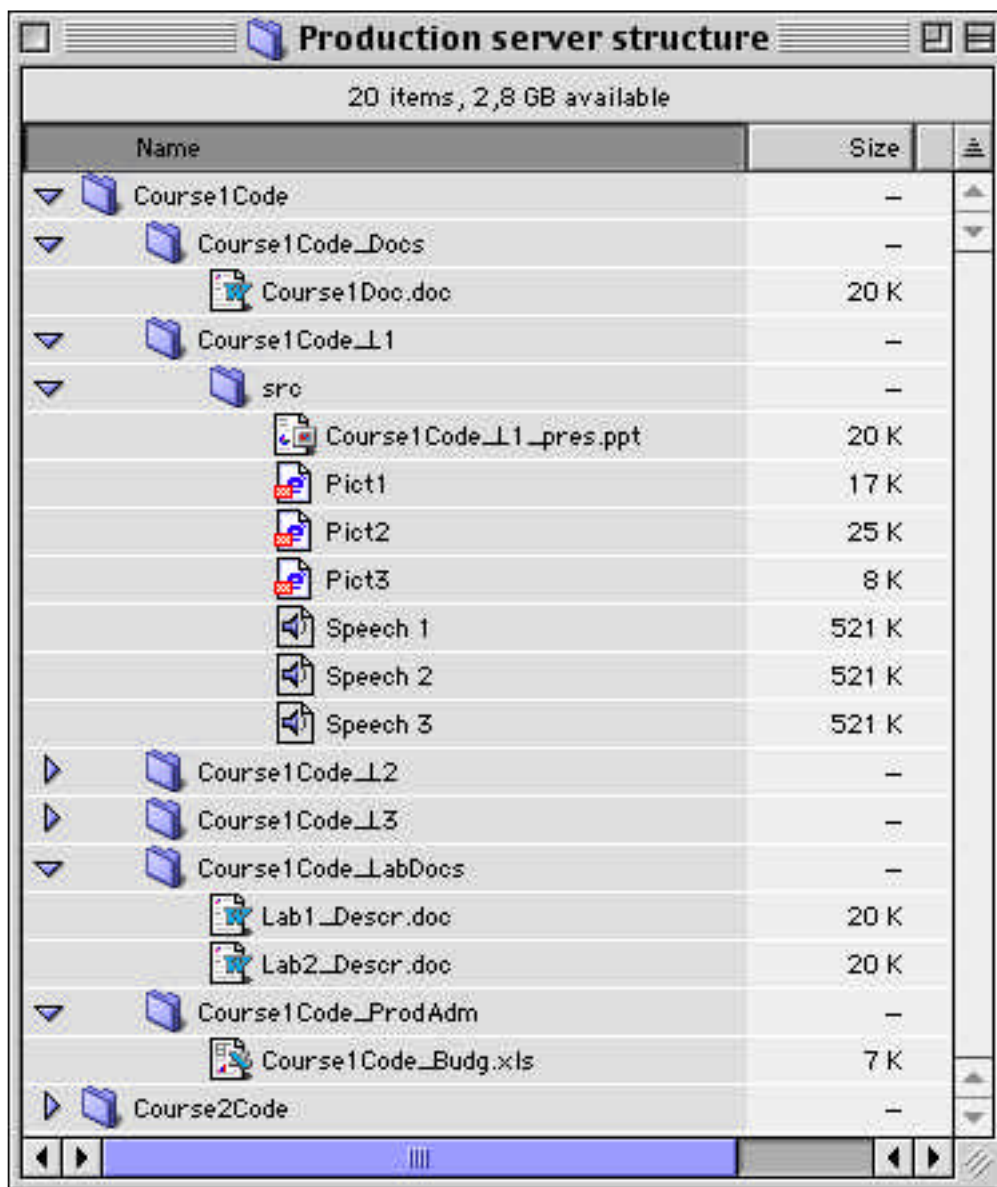 Production server structure
20 items, 2,8 GB available
Name Size
Course1Code –
Course1Code_Docs –
Course1Doc.doc 20 K
Course1Code_L1 –
src –
Course1Code_L1_pres.ppt 20 K
Pict1 17 K
Pict2 25 K
Pict3 8 K
Speech 1 521 K
Speech 2 521 K
Speech 3 521 K
Course1Code_L2 –
Course1Code_L3 –
Course1Code_LabDocs –
Lab1_Descr.doc 20 K
Lab2_Descr.doc 20 K
Course1Code_ProdAdm –
Course1Code_Budg.xls 7 K
Course2Code –